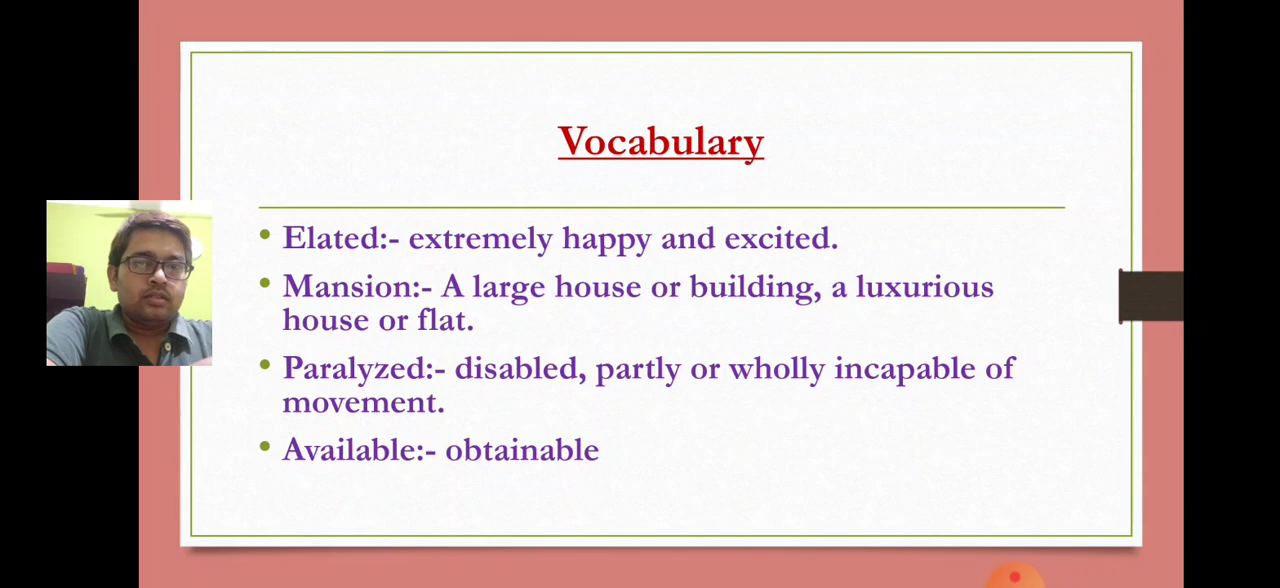 Vocabulary
Elated:- extremely happy and excited.
Mansion:- A large house or building, a luxurious
house or flat.
Paralyzed:- disabled, partly or wholly incapable of
movement.
Available:- obtainable